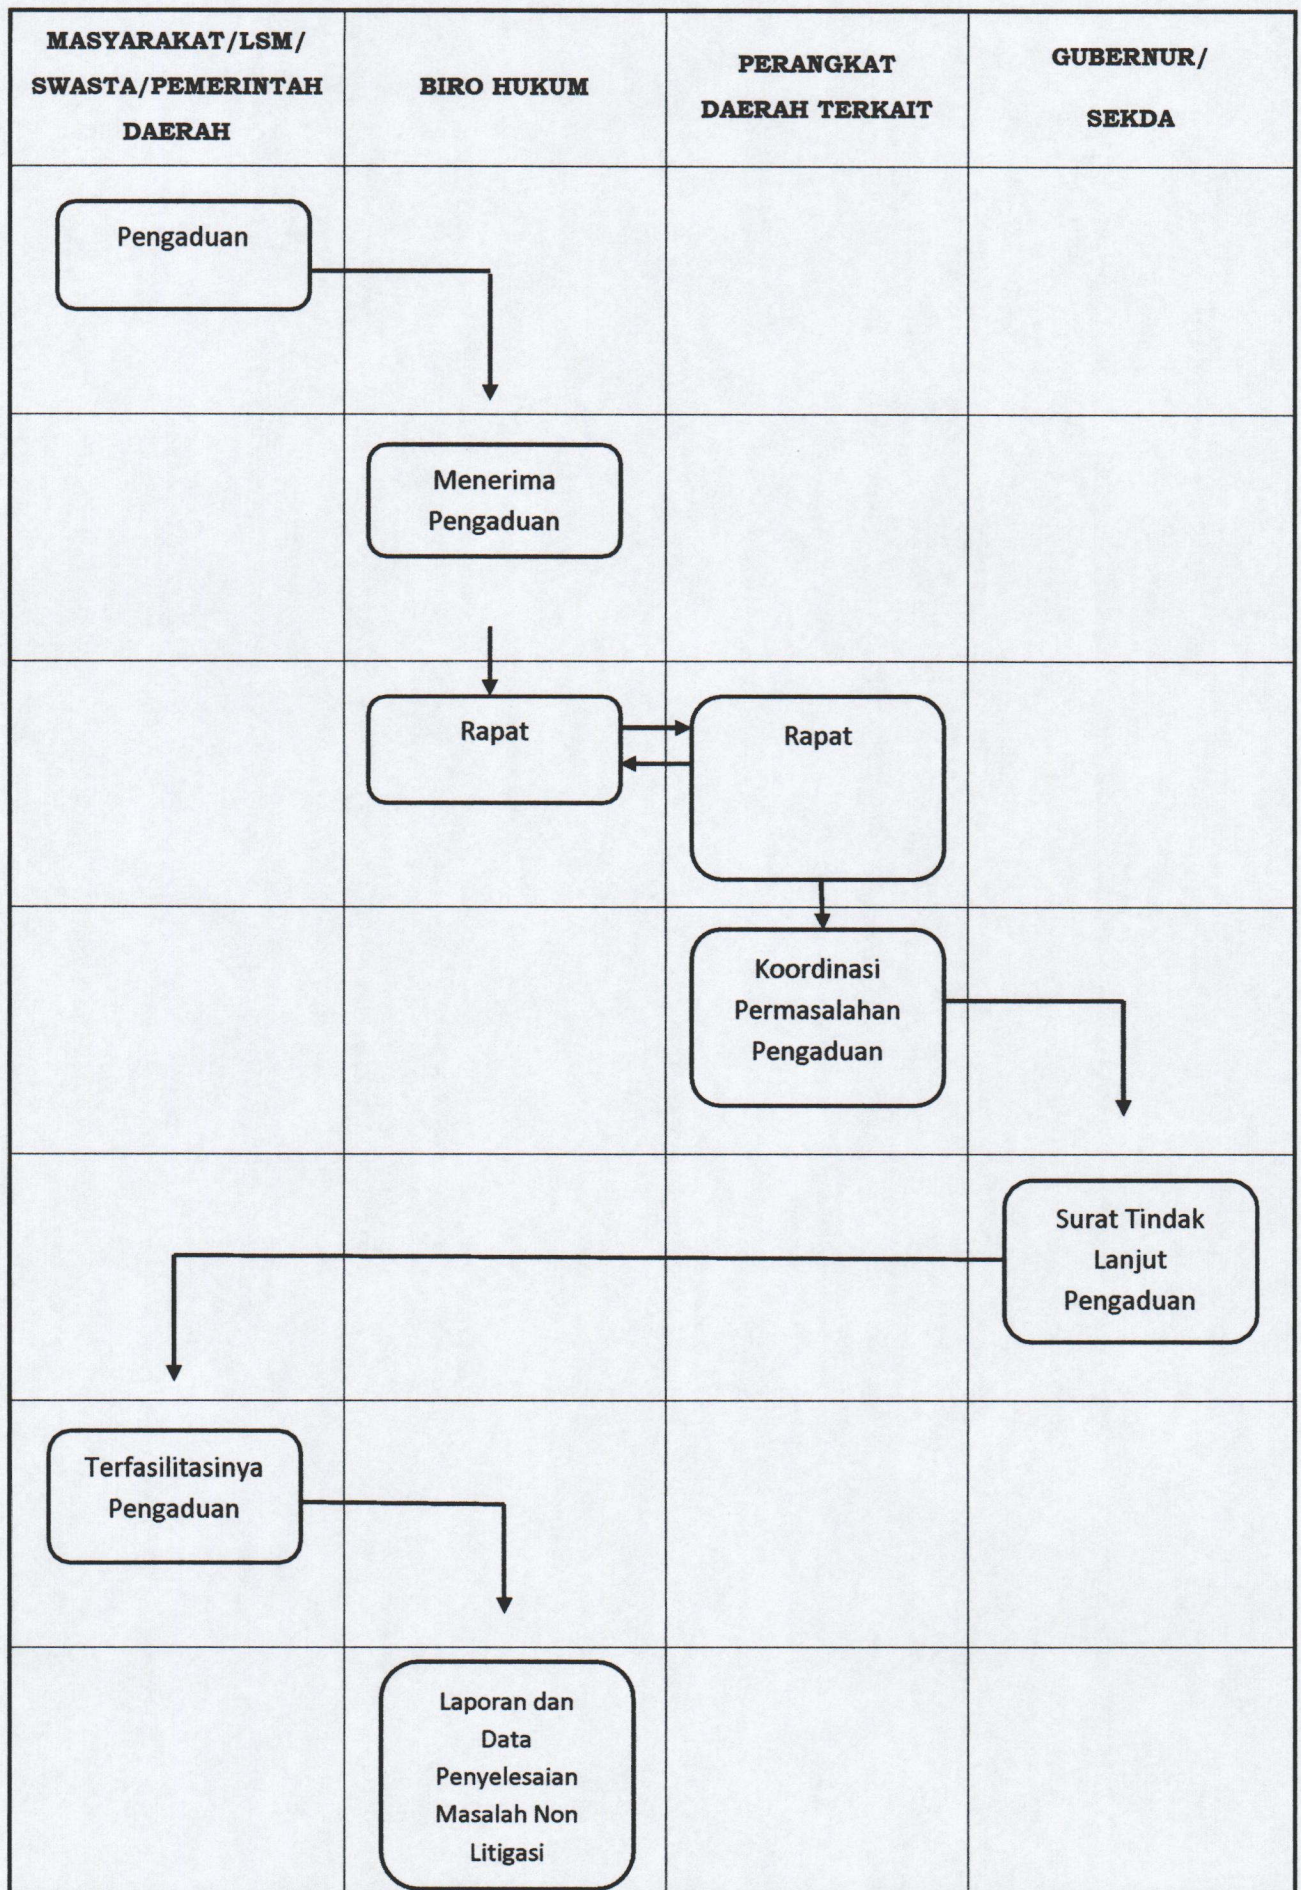 MASYARAKAT/LSM/
SWASTA/PEMERINTAH
DAERAH
BIRO HUKUM
PERANGKAT
DAERAH TERKAIT
GUBERNUR/
SEKDA
Pengaduan
Menerima
Pengaduan
Rapat
Rapat
Koordinasi
Permasalahan
Pengaduan
Surat Tindak
Lanjut
Pengaduan
Terfasilitasinya
Pengaduan
Laporan dan
Data
Penyelesaian
Masalah Non
Litigasi